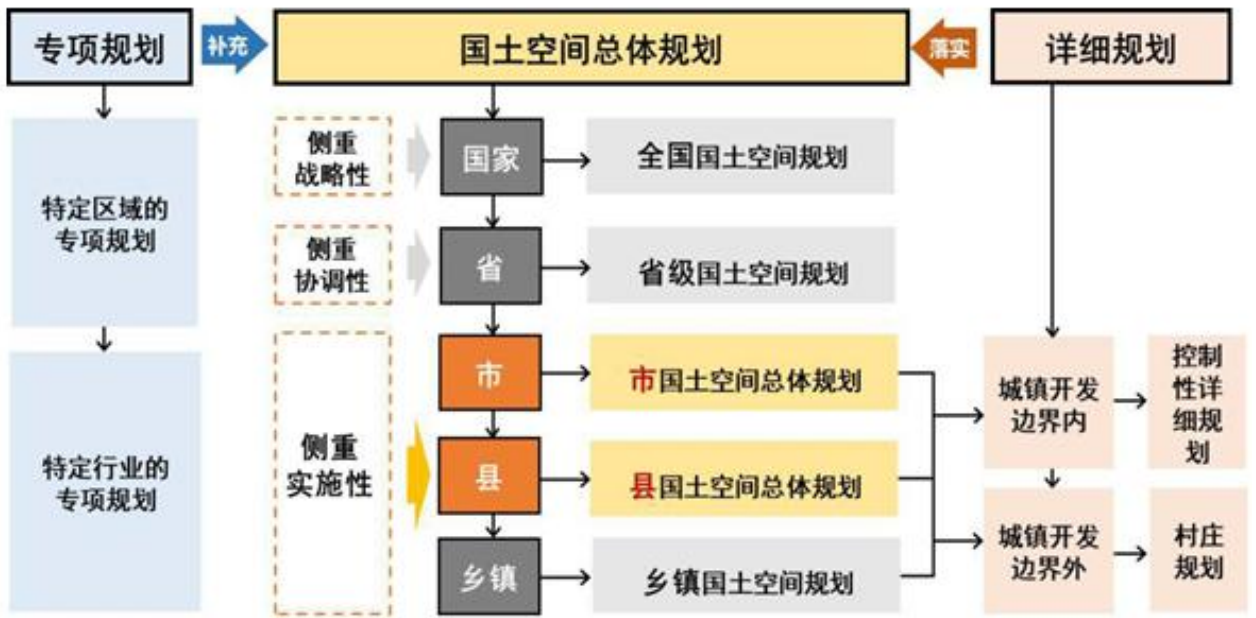 专项规划
补充
国土空间总体规划
落实
详细规划
特定区域的
专项规划
特定行业的
专项规划
侧重
战略性
国家
全国国土空间规划
侧重
协调性
省
省级国土空间规划
侧重
实施性
市
市国土空间总体规划
县
县国土空间总体规划
乡镇
乡镇国土空间规划
城镇开发
边界内
控制
性详
细规
划
城镇开发
边界外
村庄
规划